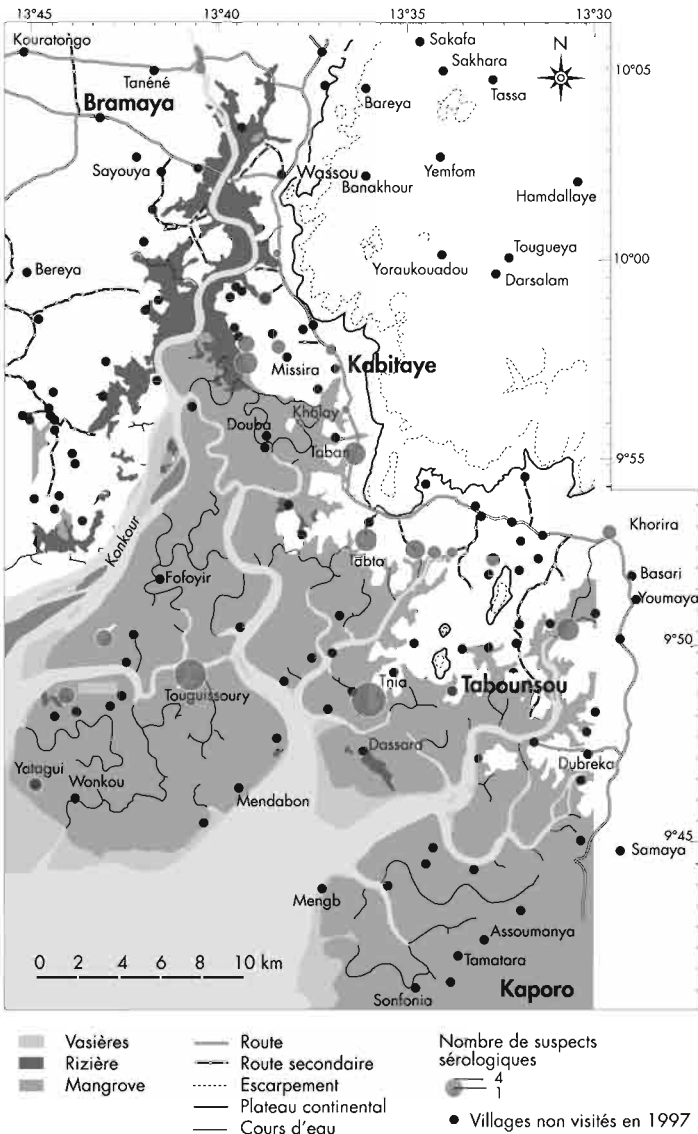 13°45 13°40 13°35 13°30
Kouratongo
Sakafa
N
Sakhara
10°05
Tanéné
Tassa
Bramaya
Bareya
Sayouya
Wassou
Yemfom
Banakhour
Hamdallaye
Tougueya
10°00
Bereya
Yoraukouadou
Darsalam
Missira
Kabitaye
Kholay
Douba
Taban
9°55
Khorira
Konkour
Tabta
Basari
Fofoyir
Youmaya
9°50
Touguissoury
Tnia
Tabounsou
Dassara
Dubreka
Yatagui
Wonkou
Mendabon
9°45
Samaya
Mengb
Assoumanya
0 2 4 6 8 10 km
Tamatara
Sonfonia
Kaporo
Vasières
Rizière
Mangrove
Route
Route secondaire
Escarpement
Plateau continental
Cours d'eau
Nombre de suspects
sérologiques
4
1
Villages non visités en 1997